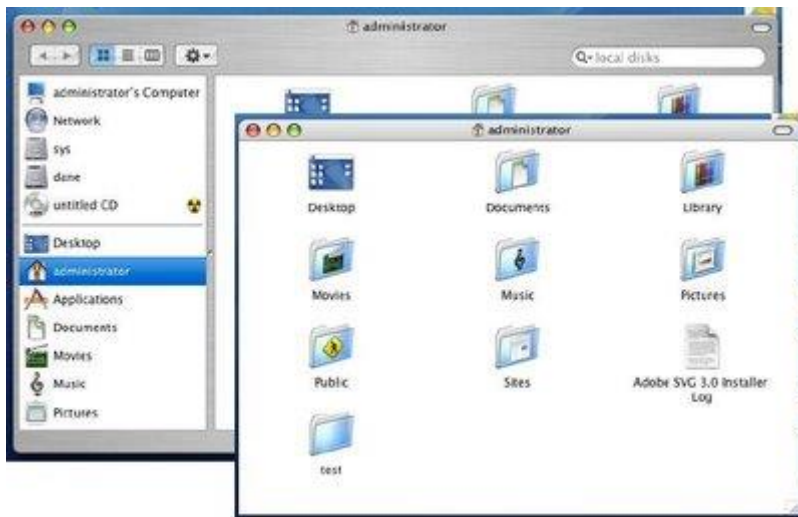 administrator
local disks
administrator's Computer
Network
sys
dane
untitled CD
Desktop
administrator
Applications
Documents
Movies
Music
Pictures
administrator
Desktop
Documents
Library
Movies
Music
Pictures
Public
Sites
Adobe SVG 3.0 Installer
Log
test